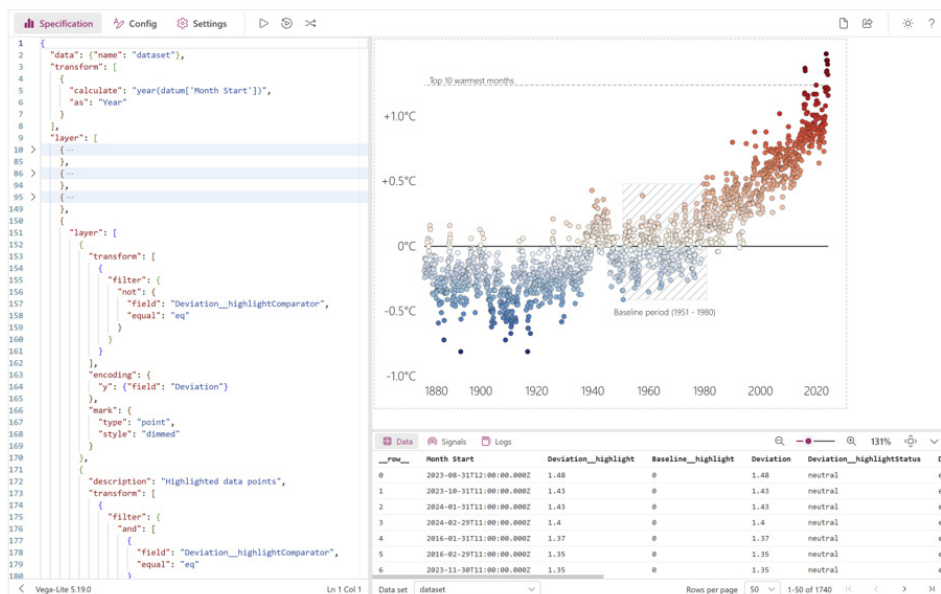 Specification Config Settings
1 {
2 "data": {"name": "dataset"},
3 "transform": [
4 {
5 "calculate": "year(datum['Month Start'])",
6 "as": "Year"
7 }
8 ],
9 "layer": [
10 { ...
85 },
86 { ...
94 },
95 { ...
149 },
150 {
151 "layer": [
152 {
153 "transform": [
154 {
155 "filter": {
156 "not": {
157 "field": "Deviation__highlightComparator",
158 "equal": "eq"
159 }
160 }
161 }
162 ],
163 "encoding": {
164 "y": {"field": "Deviation"}
165 },
166 "mark": {
167 "type": "point",
168 "style": "dimmed"
169 }
170 },
171 {
172 "description": "Highlighted data points",
173 "transform": [
174 {
175 "filter": {
176 "and": [
177 {
178 "field": "Deviation__highlightComparator",
179 "equal": "eq"
180 }
Vega-Lite 5.19.0 Ln 1 Col 1
Top 10 warmest months
+1.0°C
+0.5°C
0°C
-0.5°C
Baseline period (1951 - 1980)
-1.0°C
1880 1900 1920 1940 1960 1980 2000 2020
Data Signals Logs 131%
__row__ Month Start Deviation__highlight Baseline__highlight Deviation Deviation__highlightStatus
0 2023-08-31T12:00:00.000Z 1.48 0 1.48 neutral
1 2023-10-31T11:00:00.000Z 1.43 0 1.43 neutral
2 2024-01-31T11:00:00.000Z 1.43 0 1.43 neutral
3 2024-02-29T11:00:00.000Z 1.4 0 1.4 neutral
4 2016-01-31T11:00:00.000Z 1.37 0 1.37 neutral
5 2016-02-29T11:00:00.000Z 1.35 0 1.35 neutral
6 2023-11-30T11:00:00.000Z 1.35 0 1.35 neutral
Data set dataset Rows per page 50 1-50 of 1740